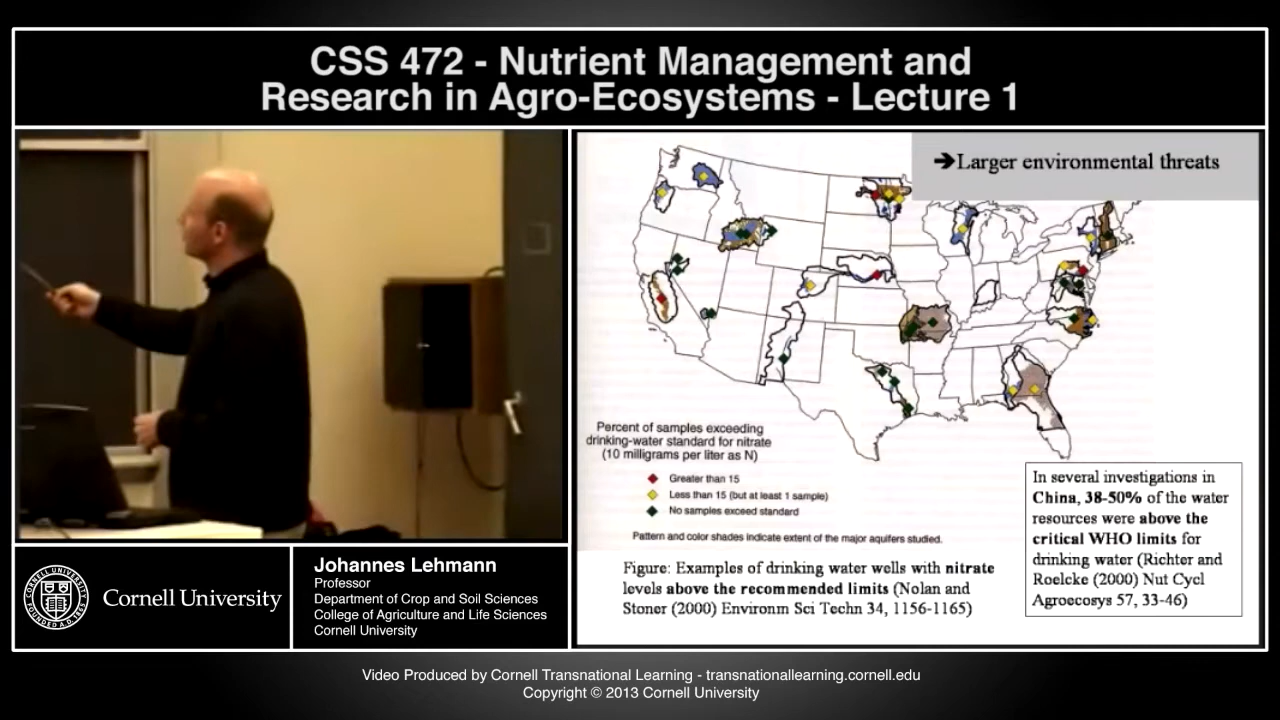 CSS 472 - Nutrient Management and
Research in Agro-Ecosystems - Lecture 1
➔Larger environmental threats
Percent of samples exceeding
drinking-water standard for nitrate
(10 milligrams per liter as N)
Greater than 15
Less than 15 (but at least 1 sample)
No samples exceed standard
Pattern and color shades indicate extent of the major aquifers studied.
In several investigations in
China, 38-50% of the water
resources were above the
critical WHO limits for
drinking water (Richter and
Roelcke (2000) Nut Cycl
Agroecosys 57, 33-46)
Figure: Examples of drinking water wells with nitrate
levels above the recommended limits (Nolan and
Stoner (2000) Environm Sci Techn 34, 1156-1165)
Cornell University
Johannes Lehmann
Professor
Department of Crop and Soil Sciences
College of Agriculture and Life Sciences
Cornell University
Video Produced by Cornell Transnational Learning - transnationallearning.cornell.edu
Copyright © 2013 Cornell University